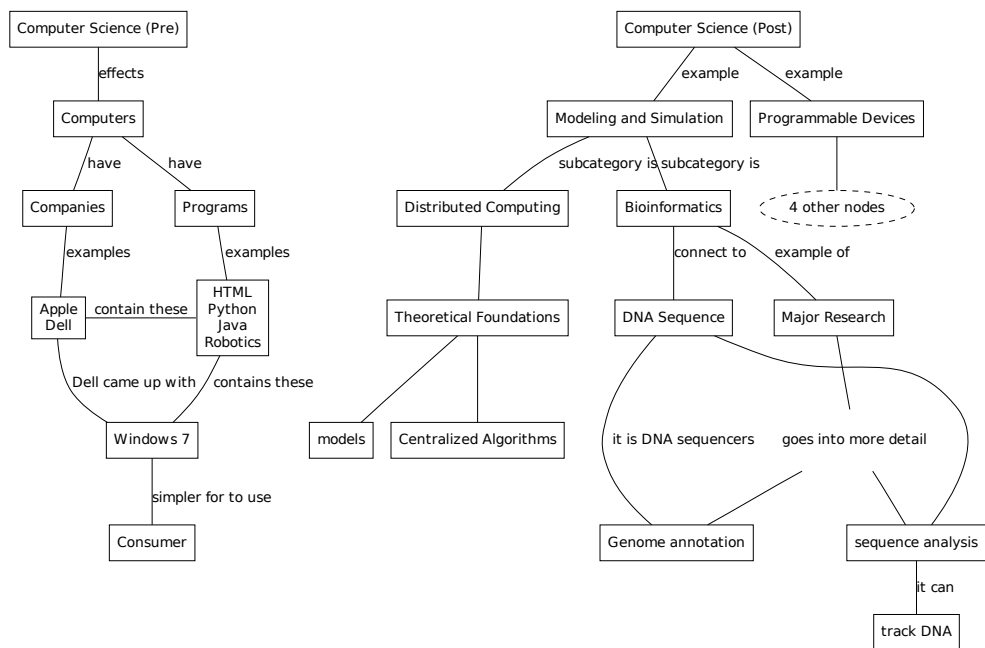 Computer Science (Pre)
Computer Science (Post)
effects
example
example
Computers
Modeling and Simulation
Programmable Devices
have
have
subcategory is
subcategory is
Companies
Programs
Distributed Computing
Bioinformatics
4 other nodes
examples
examples
connect to
example of
Apple
Dell
contain these
HTML
Python
Java
Robotics
Theoretical Foundations
DNA Sequence
Major Research
Dell came up with
contains these
Windows 7
models
Centralized Algorithms
it is DNA sequencers
goes into more detail
simpler for to use
Consumer
Genome annotation
sequence analysis
it can
track DNA